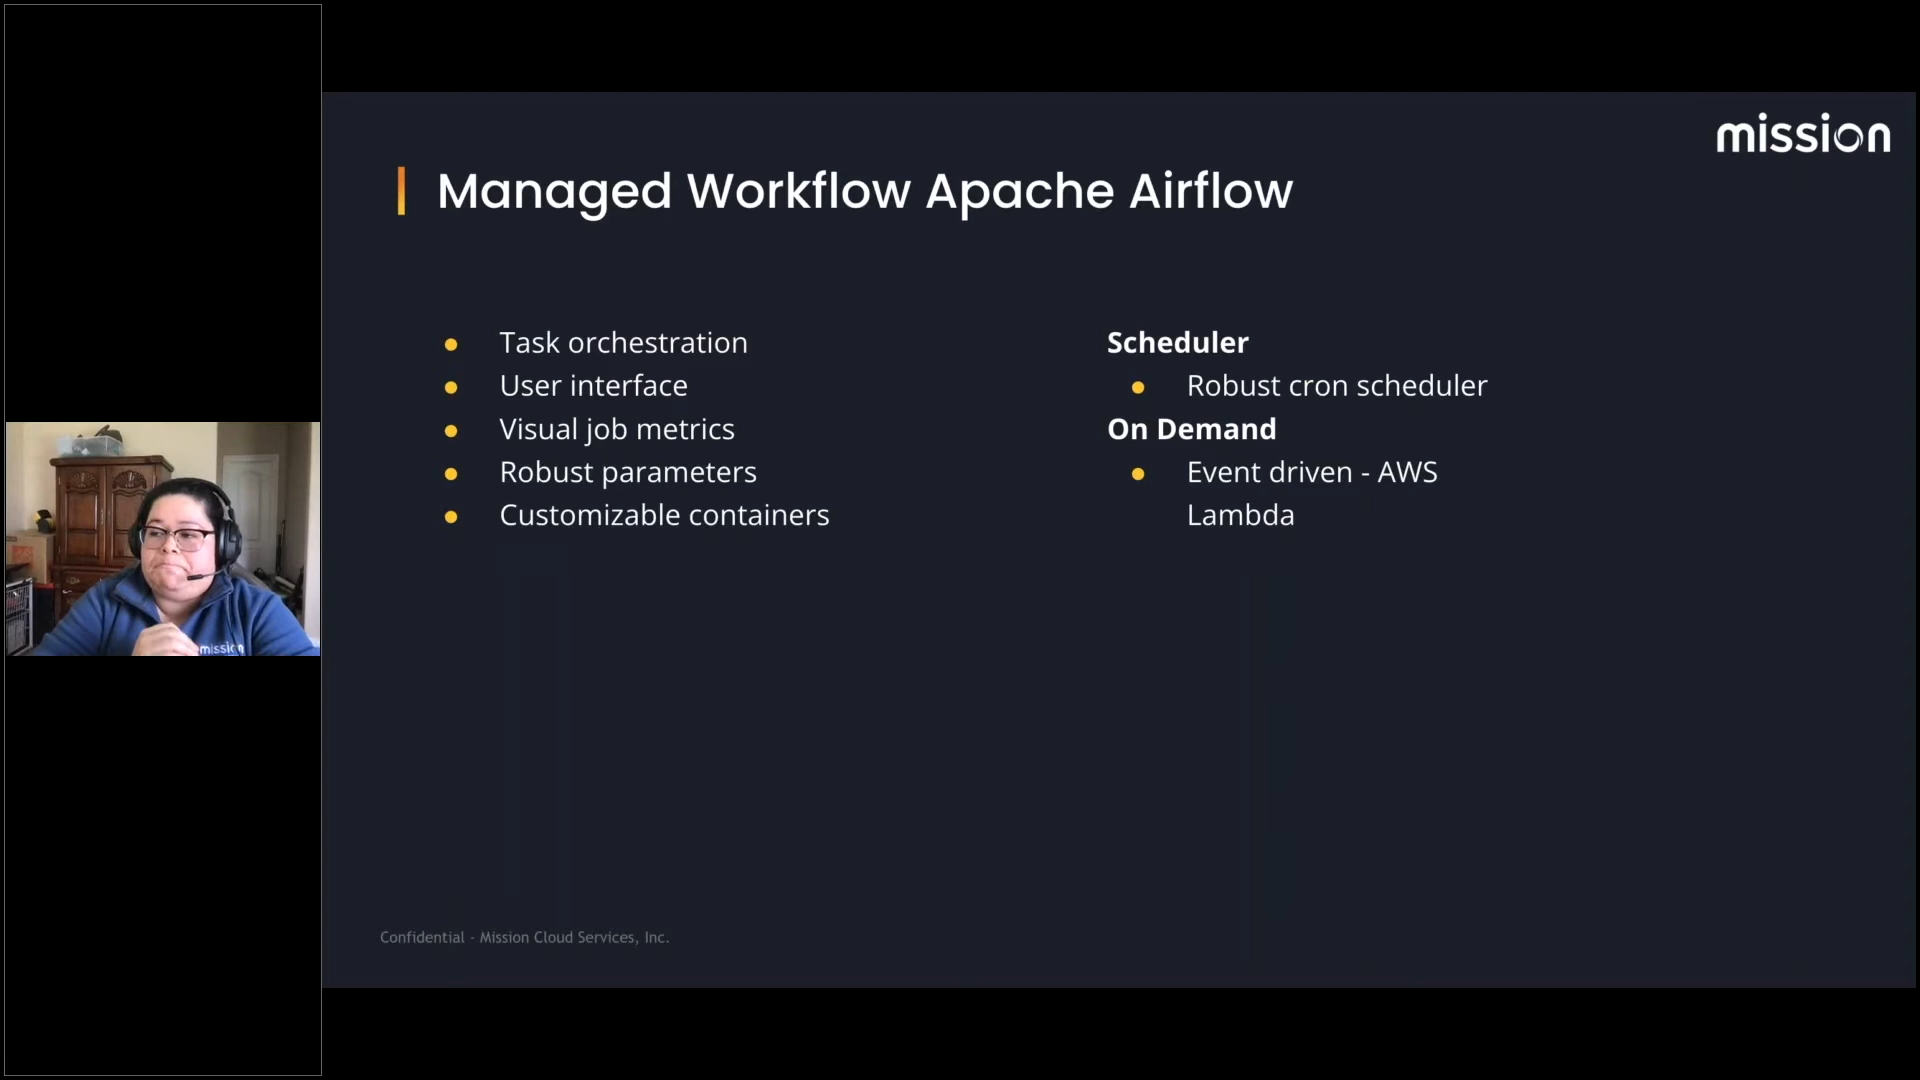 mission
Managed Workflow Apache Airflow
● Task orchestration
● User interface
● Visual job metrics
● Robust parameters
● Customizable containers
Scheduler
● Robust cron scheduler
On Demand
● Event driven - AWS
Lambda
mission
Confidential - Mission Cloud Services, Inc.